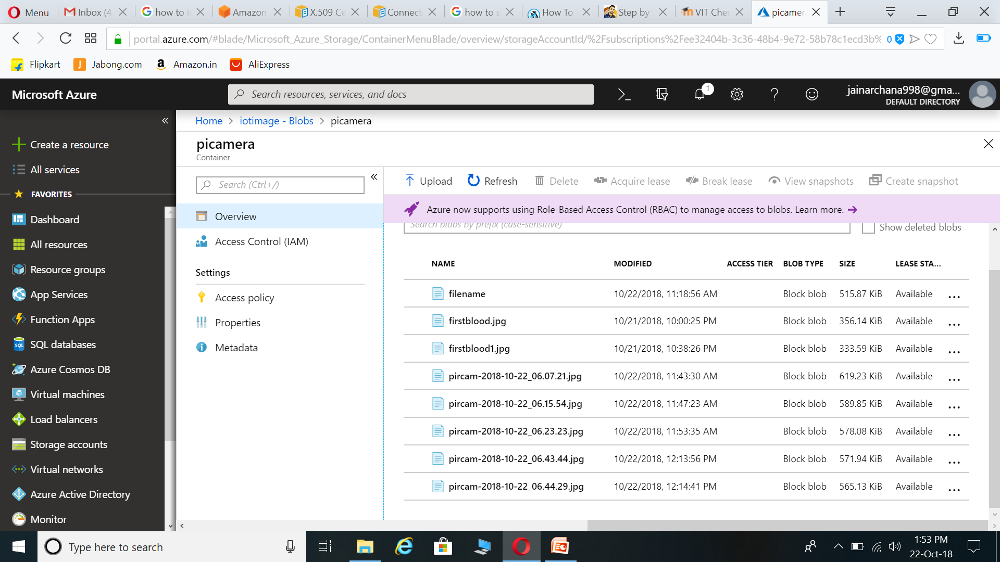 Menu
Inbox (4
how to i
Amazon
X.509 Ce
Connect
how to s
How To
Step by
VIT Cher
picamer
portal.azure.com/#blade/Microsoft_Azure_Storage/ContainerMenuBlade/overview/storageAccountId/%2Fsubscriptions%2Fee32404b-3c36-48b4-9e72-58b78c1ecd3b%
0
Flipkart
Jabong.com
Amazon.in
AliExpress
Microsoft Azure
Search resources, services, and docs
1
jainarchana998@gma...
DEFAULT DIRECTORY
Create a resource
All services
FAVORITES
Dashboard
All resources
Resource groups
App Services
Function Apps
SQL databases
Azure Cosmos DB
Virtual machines
Load balancers
Storage accounts
Virtual networks
Azure Active Directory
Monitor
Home > iotimage - Blobs > picamera
picamera
Container
Search (Ctrl+/)
Overview
Access Control (IAM)
Settings
Access policy
Properties
Metadata
Upload Refresh Delete Acquire lease Break lease View snapshots Create snapshot
Azure now supports using Role-Based Access Control (RBAC) to manage access to blobs. Learn more.
Search blobs by prefix (case-sensitive) Show deleted blobs
NAME MODIFIED ACCESS TIER BLOB TYPE SIZE LEASE STA...
filename 10/22/2018, 11:18:56 AM Block blob 515.87 KiB Available ...
firstblood.jpg 10/21/2018, 10:00:25 PM Block blob 356.14 KiB Available ...
firstblood1.jpg 10/21/2018, 10:38:26 PM Block blob 333.59 KiB Available ...
pircam-2018-10-22_06.07.21.jpg 10/22/2018, 11:43:30 AM Block blob 619.23 KiB Available ...
pircam-2018-10-22_06.15.54.jpg 10/22/2018, 11:47:23 AM Block blob 589.85 KiB Available ...
pircam-2018-10-22_06.23.23.jpg 10/22/2018, 11:53:35 AM Block blob 578.08 KiB Available ...
pircam-2018-10-22_06.43.44.jpg 10/22/2018, 12:13:56 PM Block blob 571.94 KiB Available ...
pircam-2018-10-22_06.44.29.jpg 10/22/2018, 12:14:41 PM Block blob 565.13 KiB Available ...
Type here to search
1:53 PM
22-Oct-18